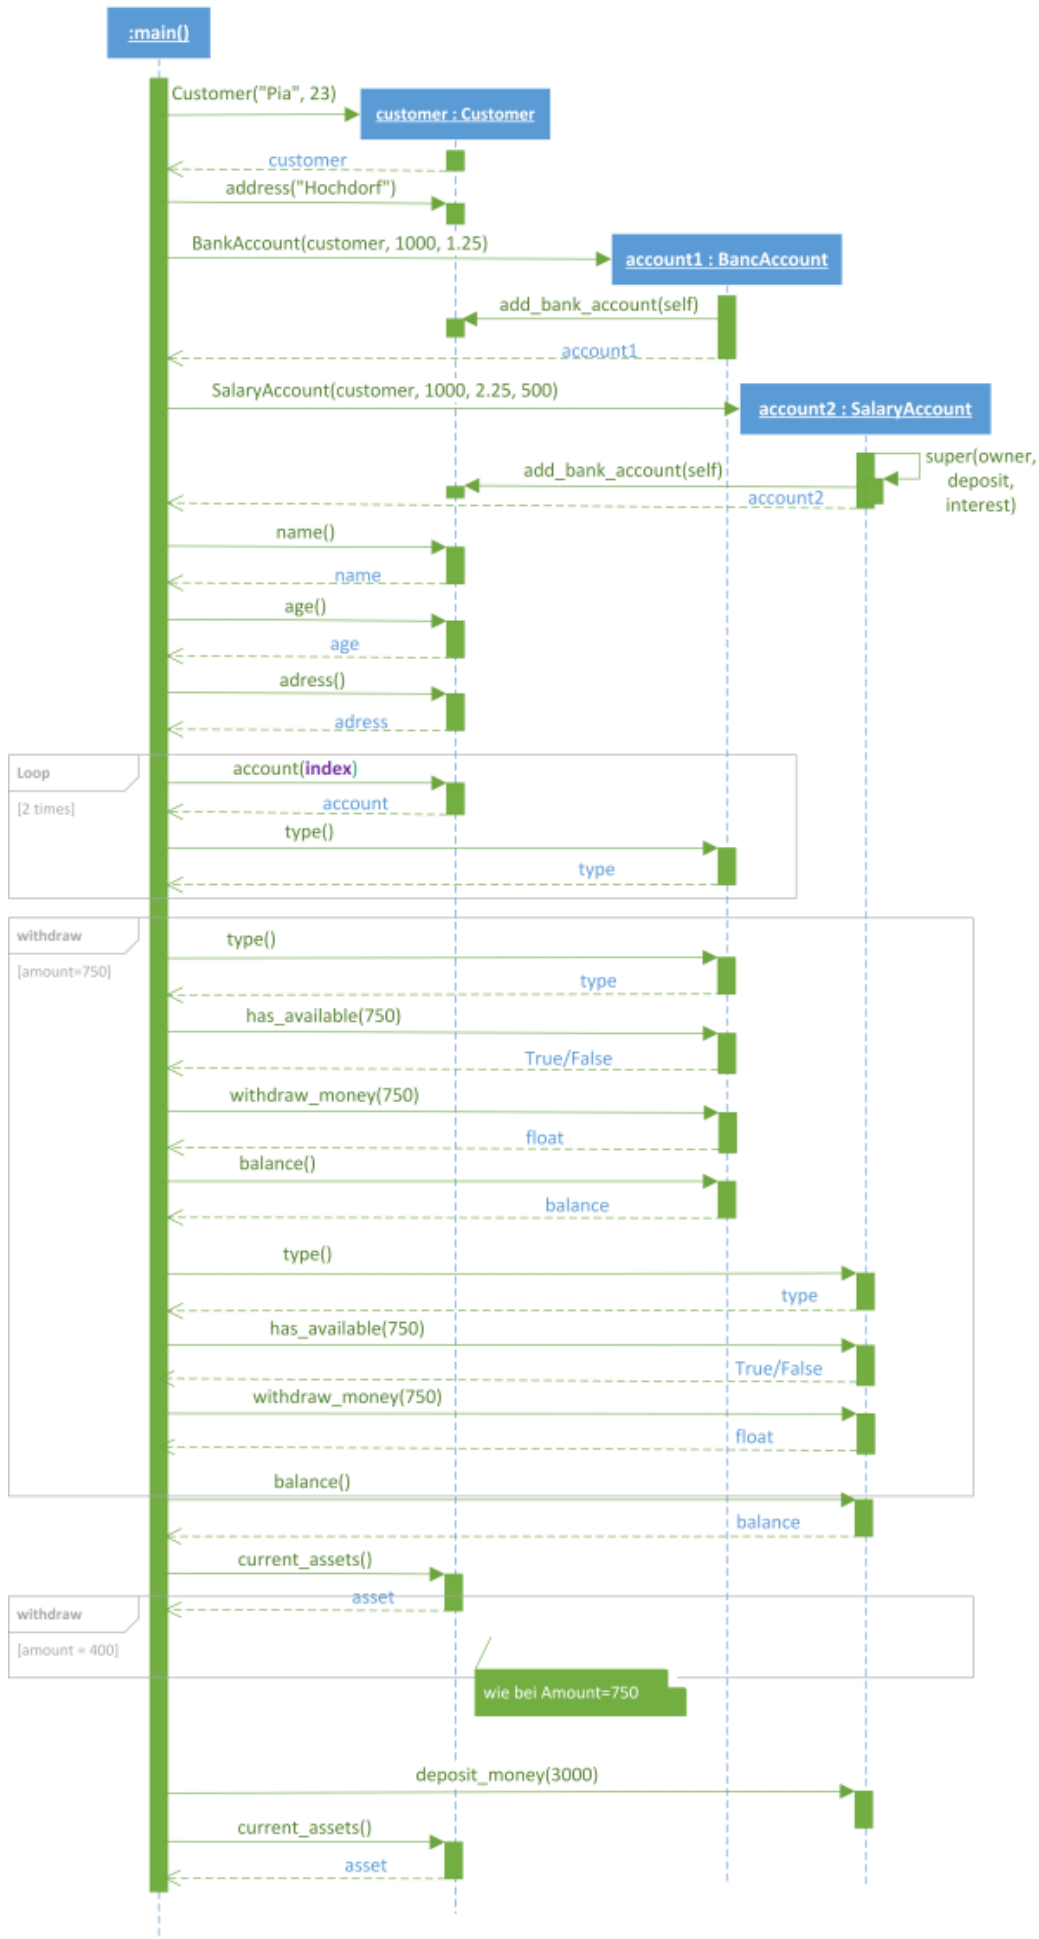 :main()
Customer("Pia", 23)
customer : Customer
customer
address("Hochdorf")
BankAccount(customer, 1000, 1.25)
account1 : BancAccount
add_bank_account(self)
account1
SalaryAccount(customer, 1000, 2.25, 500)
account2 : SalaryAccount
super(owner,
deposit,
interest)
add_bank_account(self)
account2
name()
name
age()
age
adress()
adress
Loop
[2 times]
account(index)
account
type()
type
withdraw
[amount=750]
type()
type
has_available(750)
True/False
withdraw_money(750)
float
balance()
balance
type()
type
has_available(750)
True/False
withdraw_money(750)
float
balance()
balance
current_assets()
asset
withdraw
[amount = 400]
wie bei Amount=750
deposit_money(3000)
current_assets()
asset